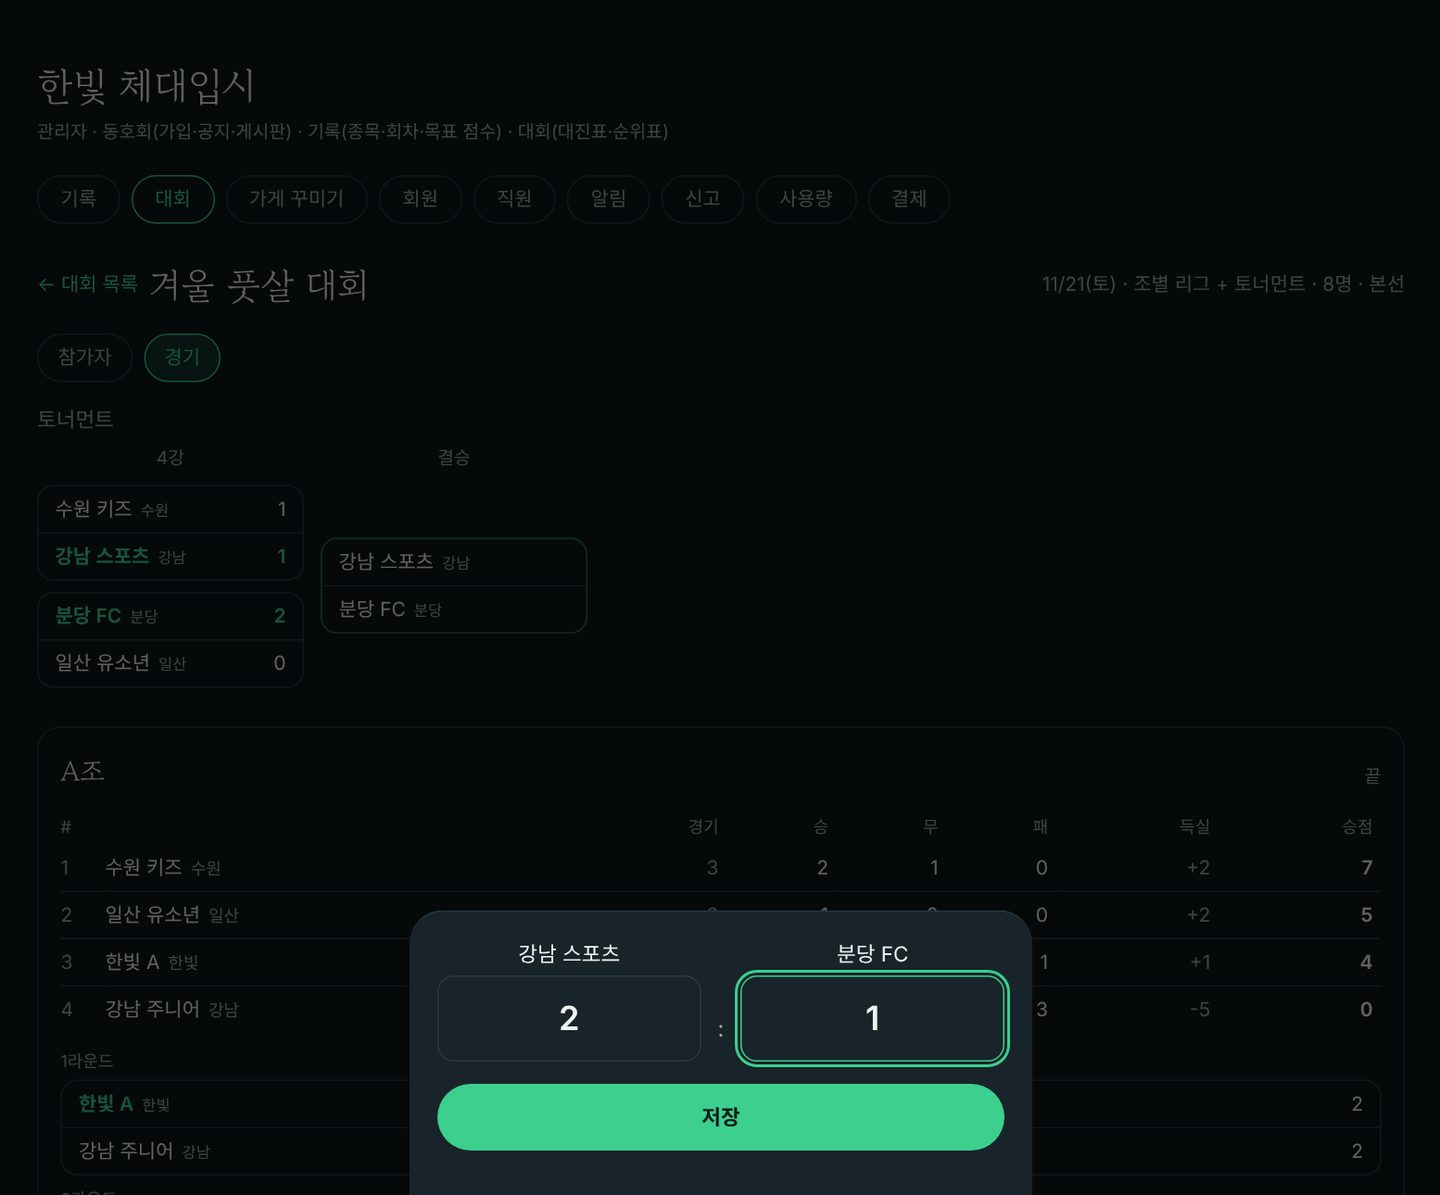 한빛 체대입시
관리자 · 동호회(가입·공지·게시판) · 기록(종목·회차·목표 점수) · 대회(대진표·순위표)
기록 대회 가게 꾸미기 회원 직원 알림 신고 사용량 결제
← 대회 목록 겨울 풋살 대회 11/21(토) · 조별 리그 + 토너먼트 · 8명 · 본선
참가자 경기
토너먼트
4강 결승
수원 키즈 수원 1
강남 스포츠 강남 1
강남 스포츠 강남
분당 FC 분당
분당 FC 분당 2
일산 유소년 일산 0
A조 끝
# 경기 승 무 패 득실 승점
1 수원 키즈 수원 3 2 1 0 +2 7
2 일산 유소년 일산 0 +2 5
3 한빛 A 한빛 1 +1 4
4 강남 주니어 강남 3 -5 0
1라운드
한빛 A 한빛 2
강남 주니어 강남 2
강남 스포츠 분당 FC
2 : 1
저장